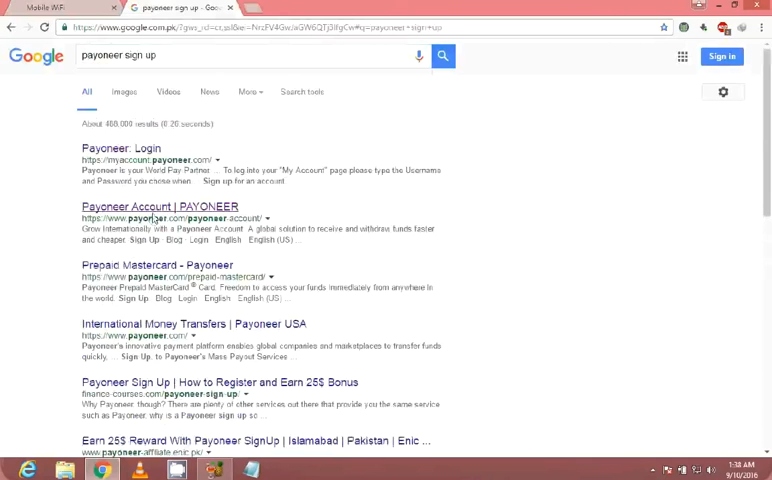 Mobile WiFi
payoneer sign up - Goo
https://www.google.com.pk/?gws_rd=cr,ssl&ei=NrzFV4GwJaGW6QTj3IfgCw#q=payoneer+sign+up
Google
payoneer sign up
Sign in
All Images Videos News More Search tools
About 468,000 results (0.26 seconds)
Payoneer: Login
https://myaccount.payoneer.com/
Payoneer is your World Pay Partner. ... To log into your "My Account" page please type the Username
and Password you chose when... Sign up for an account.
Payoneer Account | PAYONEER
https://www.payoneer.com/payoneer-account/
Grow Internationally with a Payoneer Account. A global solution to receive and withdraw funds faster
and cheaper. Sign Up · Blog · Login · English · English (US) ...
Prepaid Mastercard - Payoneer
https://www.payoneer.com/prepaid-mastercard/
Payoneer Prepaid MasterCard ® Card. Freedom to access your funds immediately from anywhere in
the world. Sign Up · Blog · Login · English · English (US) ...
International Money Transfers | Payoneer USA
https://www.payoneer.com/
Payoneer's innovative payment platform enables global companies and marketplaces to transfer funds
quickly, ... Sign Up. to Payoneer's Mass Payout Services ...
Payoneer Sign Up | How to Register and Earn 25$ Bonus
finance-courses.com/payoneer-sign-up/
Why Payoneer, though? There are plenty of other services out there that provide you the same service
such as Payoneer, why is a Payoneer sign up so ...
Earn 25$ Reward With Payoneer SignUp | Islamabad | Pakistan | Enic ...
www.payoneer-affiliate.enic.pk/
1:38 AM
9/10/2016